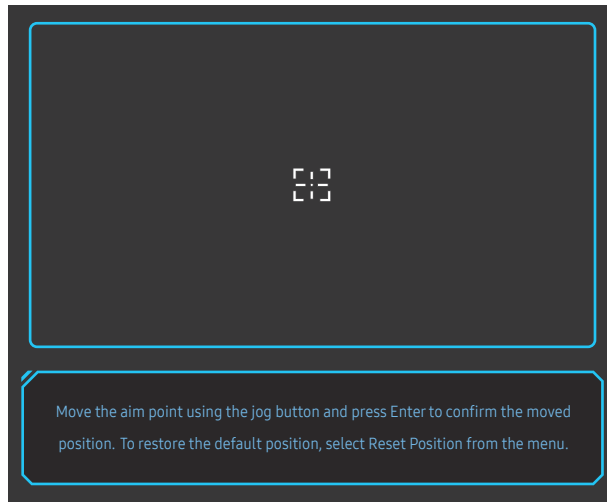 Move the aim point using the jog button and press Enter to confirm the moved
position. To restore the default position, select Reset Position from the menu.